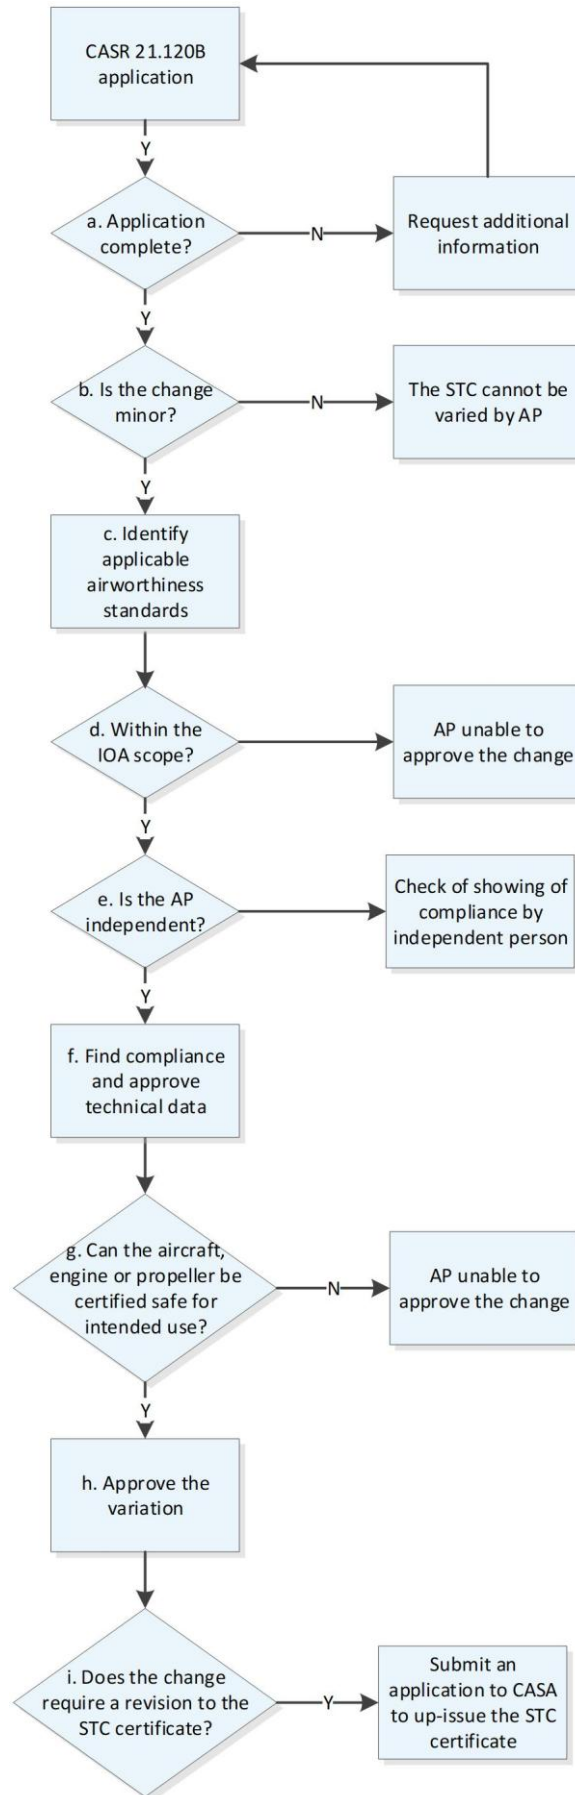 CASR 21.120B
application
Y
a. Application
complete?
N
Request additional
information
Y
b. Is the change
minor?
N
The STC cannot be
varied by AP
Y
c. Identify
applicable
airworthiness
standards
d. Within the
IOA scope?
AP unable to
approve the change
Y
e. Is the AP
independent?
Check of showing of
compliance by
independent person
Y
f. Find compliance
and approve
technical data
g. Can the aircraft,
engine or propeller be
certified safe for
intended use?
N
AP unable to
approve the change
Y
h. Approve the
variation
i. Does the change
require a revision to the
STC certificate?
Y
Submit an
application to CASA
to up-issue the STC
certificate